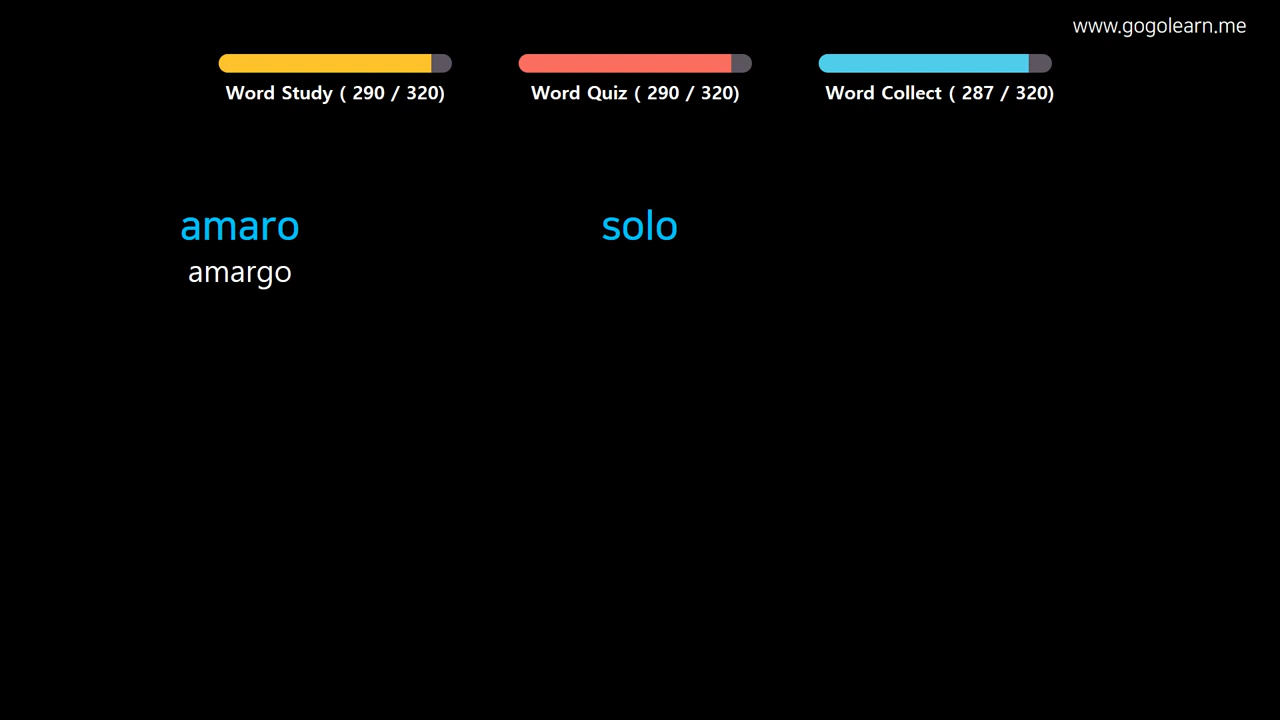 www.gogolearn.me
Word Study ( 290 / 320)
Word Quiz ( 290 / 320)
Word Collect ( 287 / 320)
amaro
amargo
solo